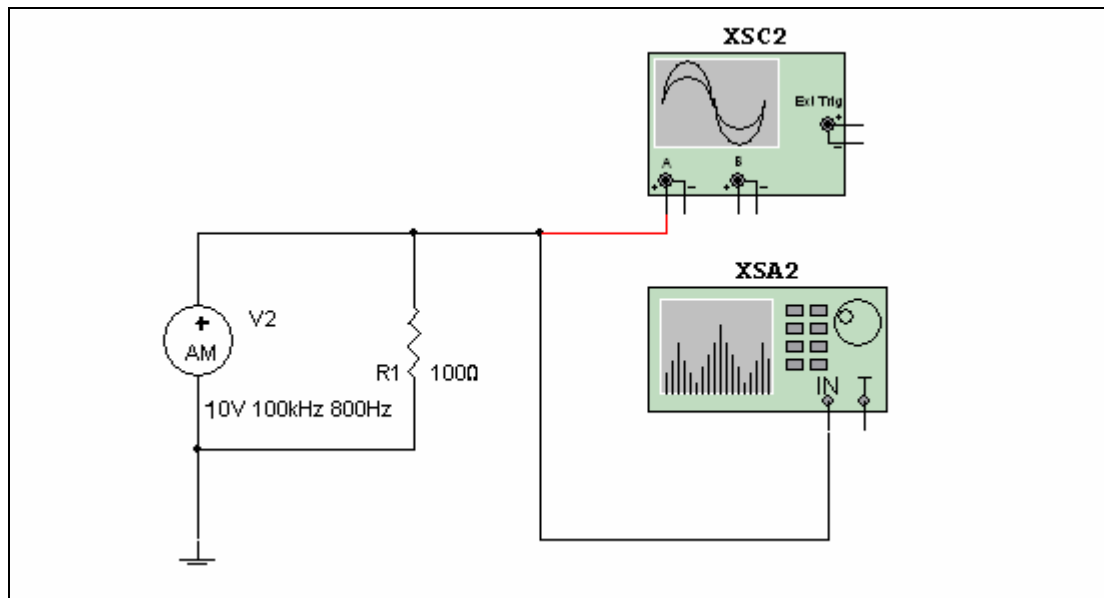 XSC2
Ext Trig
+
−
A
B
+ −
+ −
XSA2
IN T
+
AM
V2
R1 100Ω
10V 100kHz 800Hz